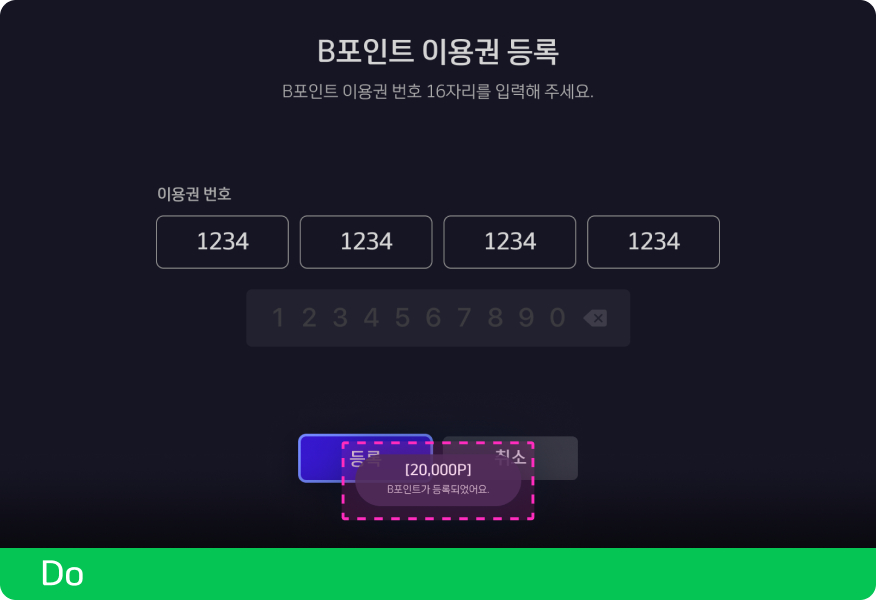 B포인트 이용권 등록
B포인트 이용권 번호 16자리를 입력해 주세요.
이용권 번호
1234 1234 1234 1234
1 2 3 4 5 6 7 8 9 0
등록 취소
[20,000P]
B포인트가 등록되었어요.
Do